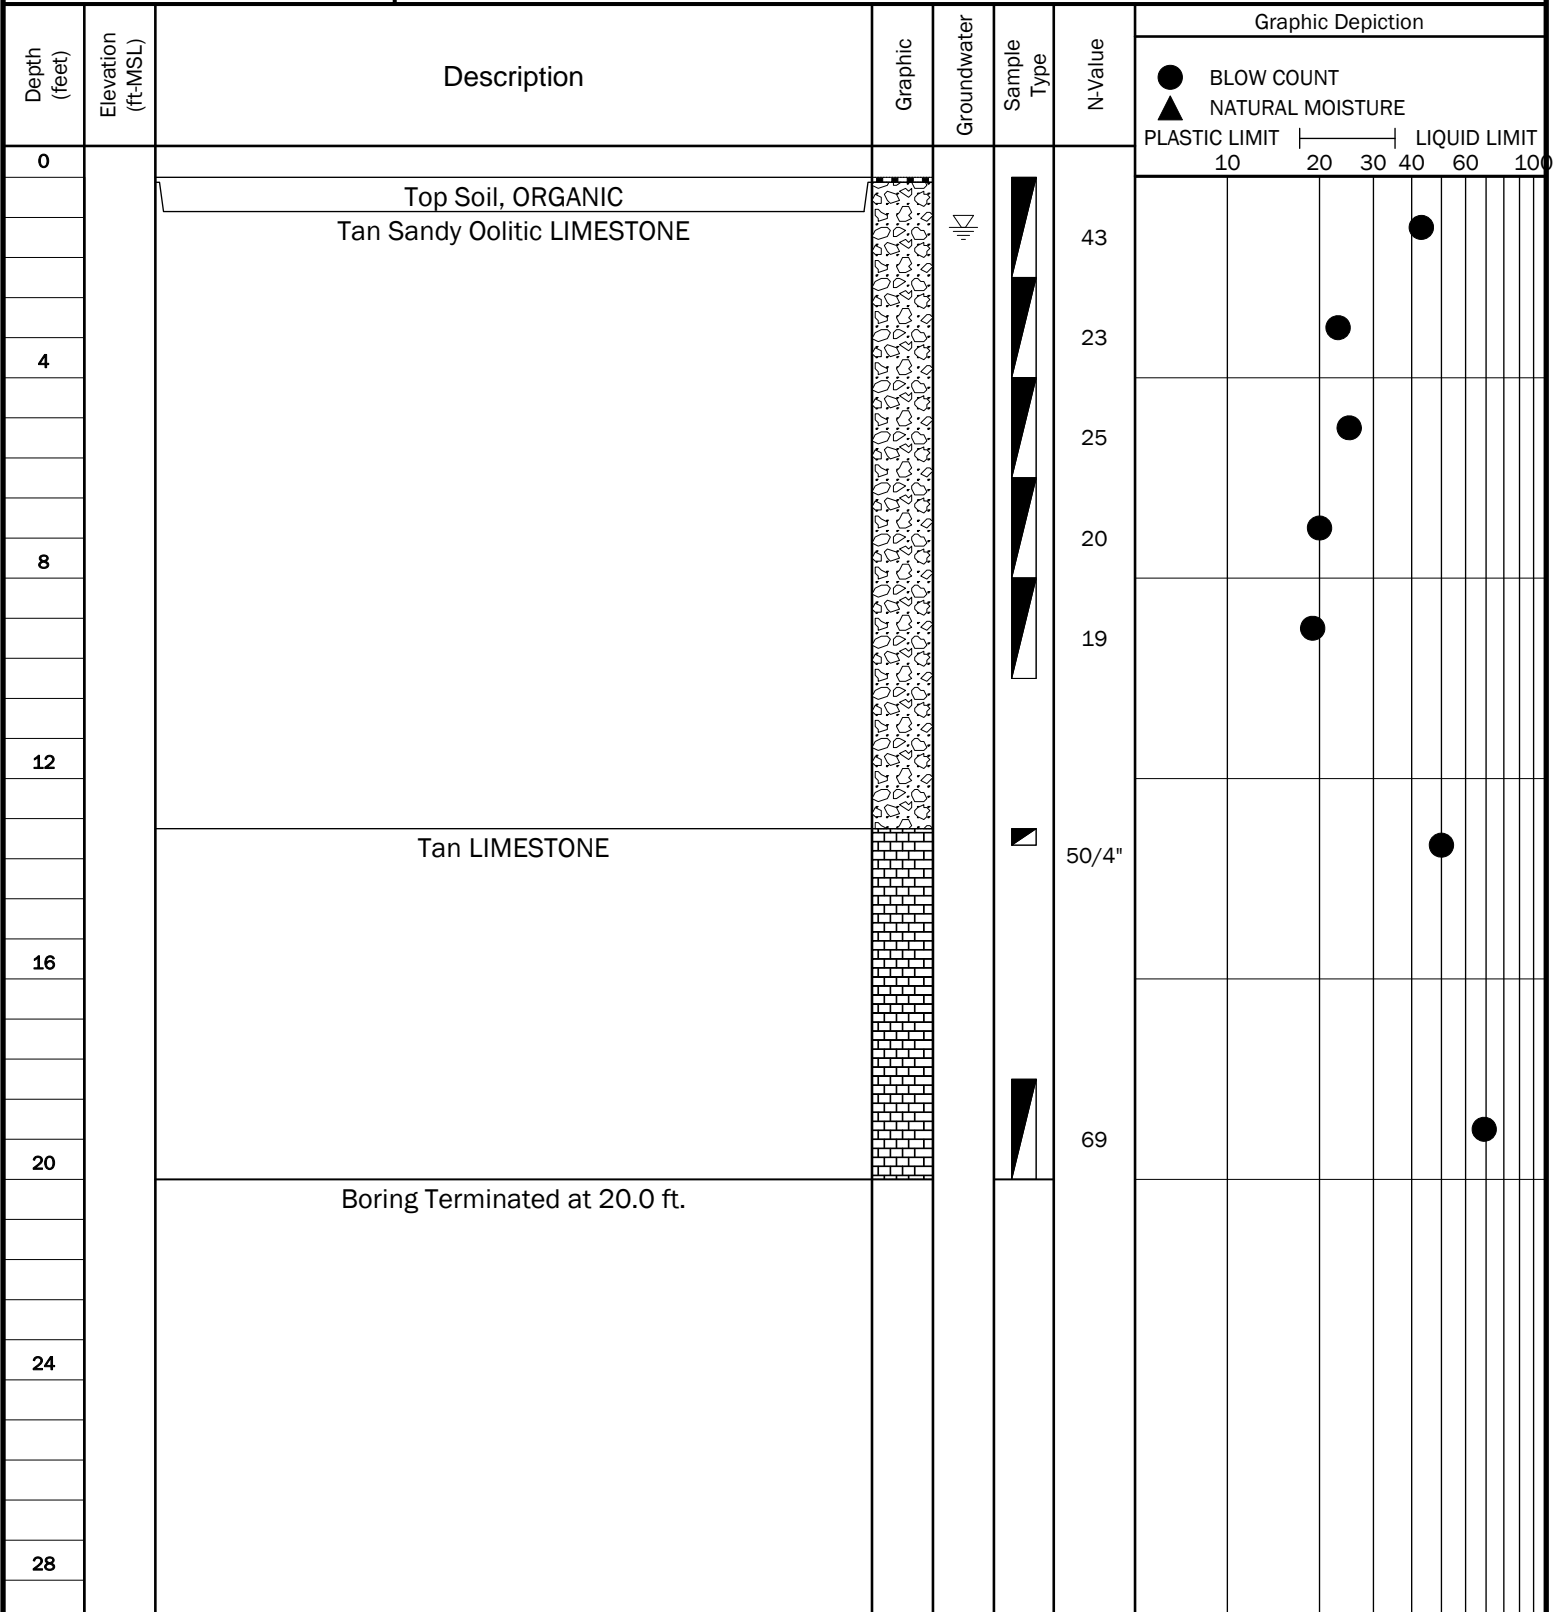 Depth
(feet)
Elevation
(ft-MSL)
Description
Graphic
Groundwater
Sample
Type
N-Value
Graphic Depiction
BLOW COUNT
NATURAL MOISTURE
PLASTIC LIMIT LIQUID LIMIT
10 20 30 40 60 100
0
Top Soil, ORGANIC
Tan Sandy Oolitic LIMESTONE
43
23
4
25
20
8
19
12
Tan LIMESTONE
50/4"
16
69
20
Boring Terminated at 20.0 ft.
24
28